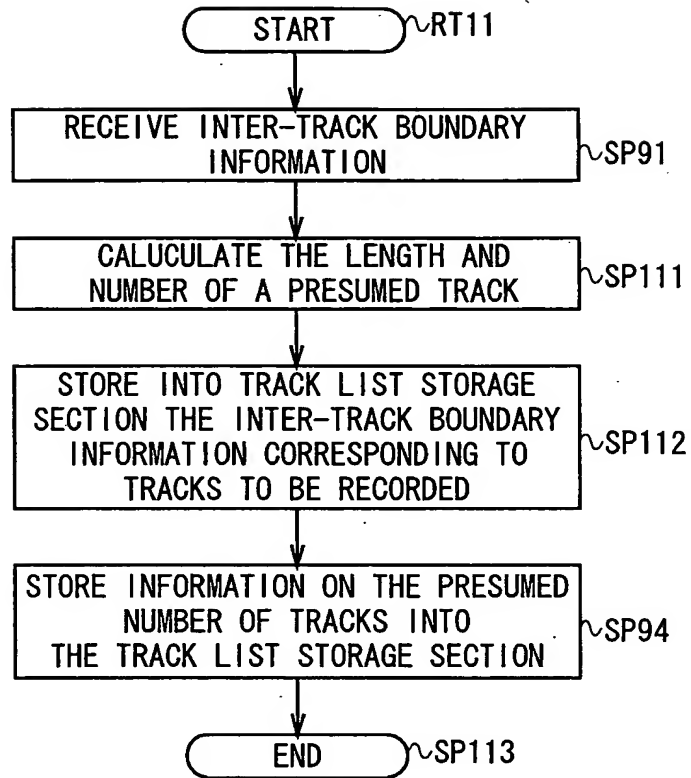 START
RT11
RECEIVE INTER-TRACK BOUNDARY
INFORMATION
SP91
CALUCULATE THE LENGTH AND
NUMBER OF A PRESUMED TRACK
SP111
STORE INTO TRACK LIST STORAGE
SECTION THE INTER-TRACK BOUNDARY
INFORMATION CORRESPONDING TO
TRACKS TO BE RECORDED
SP112
STORE INFORMATION ON THE PRESUMED
NUMBER OF TRACKS INTO
THE TRACK LIST STORAGE SECTION
SP94
END
SP113